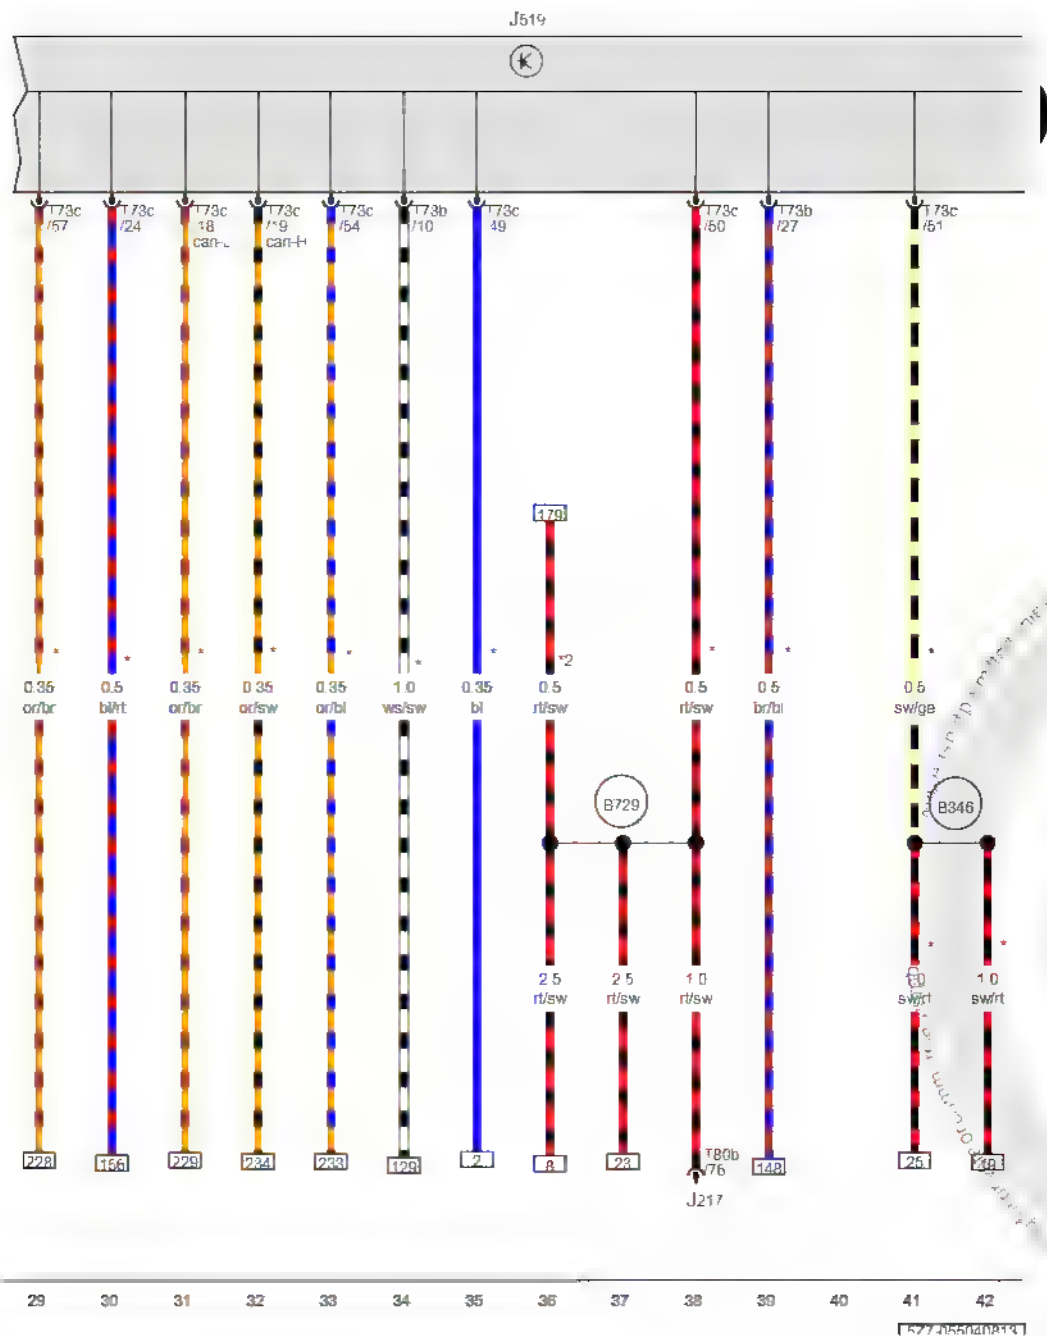 J519
K
T73c T73c T73c T73c T73c T73b T73c T73c T73b T73c
/57 /24 18 /19 /54 /10 49 /50 /27 /51
can-L can-H
179
* * * * * * * *2 * * *
0.35 0.5 0.35 0.35 0.35 1.0 0.35 0.5 0.5 0.5 0.5
or/br bl/rt or/br or/sw or/bl ws/sw bl rt/sw rt/sw br/bl sw/ge
B729 B346
* *
2.5 2.5 1.0 1.0 1.0
rt/sw rt/sw rt/sw sw/rt sw/rt
228 156 229 234 233 129 2 8 23 T80b 148 25
/76
J217
29 30 31 32 33 34 35 36 37 38 39 40 41 42
577-055040813